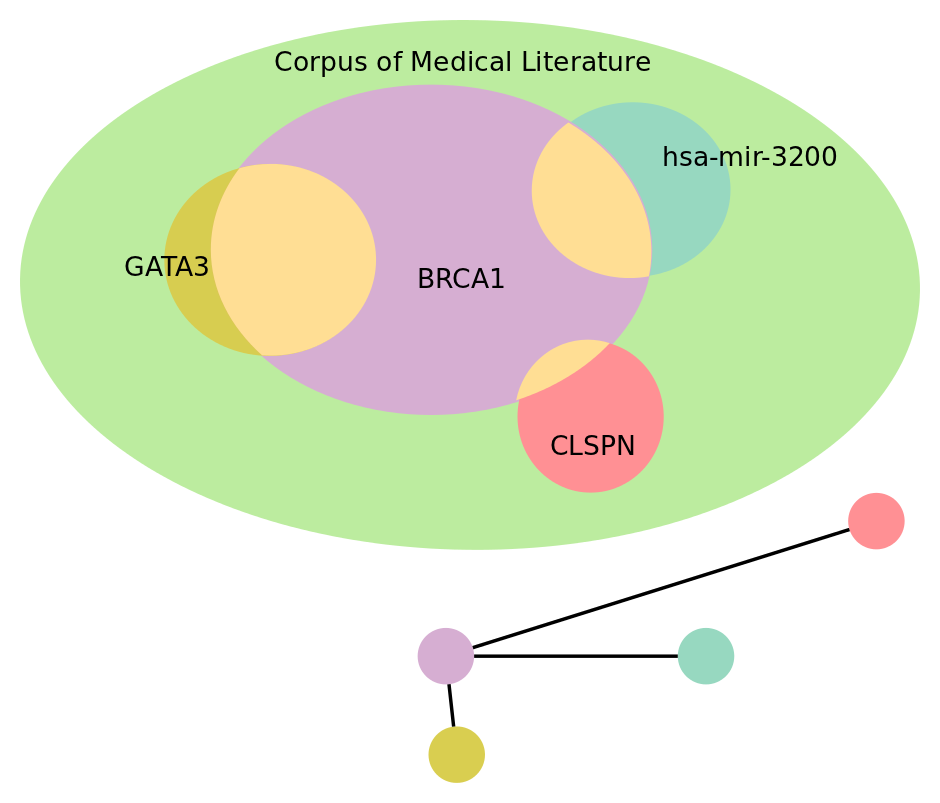 Corpus of Medical Literature
hsa-mir-3200
GATA3
BRCA1
CLSPN